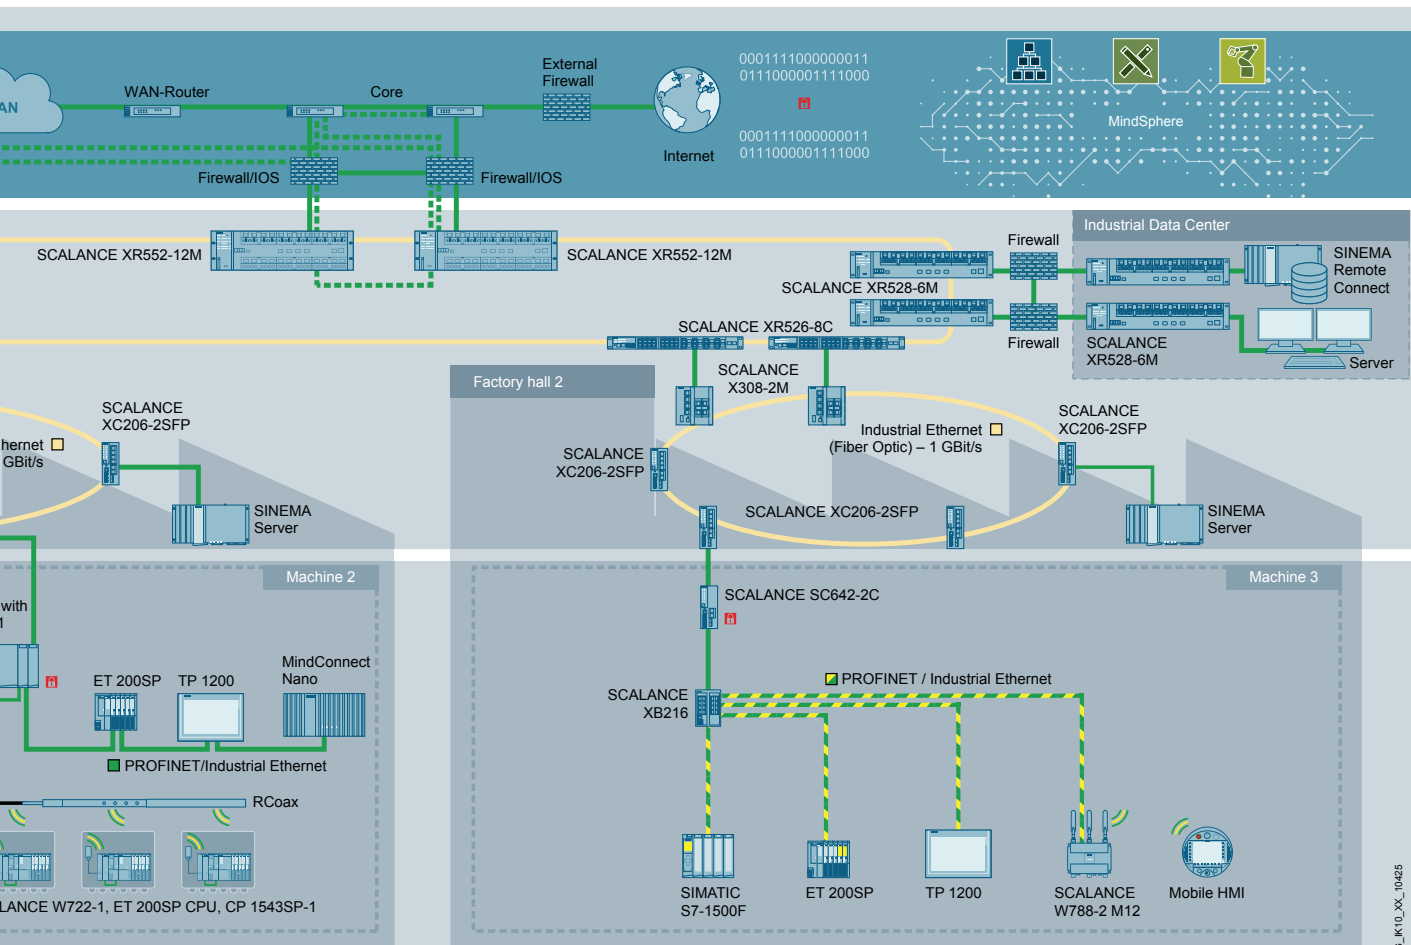 AN
WAN-Router
Core
External
Firewall
Internet
0001111000000011
0111000001111000
0001111000000011
0111000001111000
MindSphere
Firewall/IOS
Firewall/IOS
SCALANCE XR552-12M
SCALANCE XR552-12M
SCALANCE XR528-6M
Firewall
Firewall
Industrial Data Center
SINEMA
Remote
Connect
SCALANCE
XR528-6M
Server
SCALANCE XR526-8C
Factory hall 2
SCALANCE
X308-2M
SCALANCE
XC206-2SFP
hernet
GBit/s
SINEMA
Server
SCALANCE
XC206-2SFP
Industrial Ethernet
(Fiber Optic) – 1 GBit/s
SCALANCE
XC206-2SFP
SCALANCE XC206-2SFP
SINEMA
Server
Machine 2
with
1
ET 200SP
TP 1200
MindConnect
Nano
PROFINET/Industrial Ethernet
RCoax
LANCE W722-1, ET 200SP CPU, CP 1543SP-1
Machine 3
SCALANCE SC642-2C
SCALANCE
XB216
PROFINET / Industrial Ethernet
SIMATIC
S7-1500F
ET 200SP
TP 1200
SCALANCE
W788-2 M12
Mobile HMI
_IK10_XX_10425